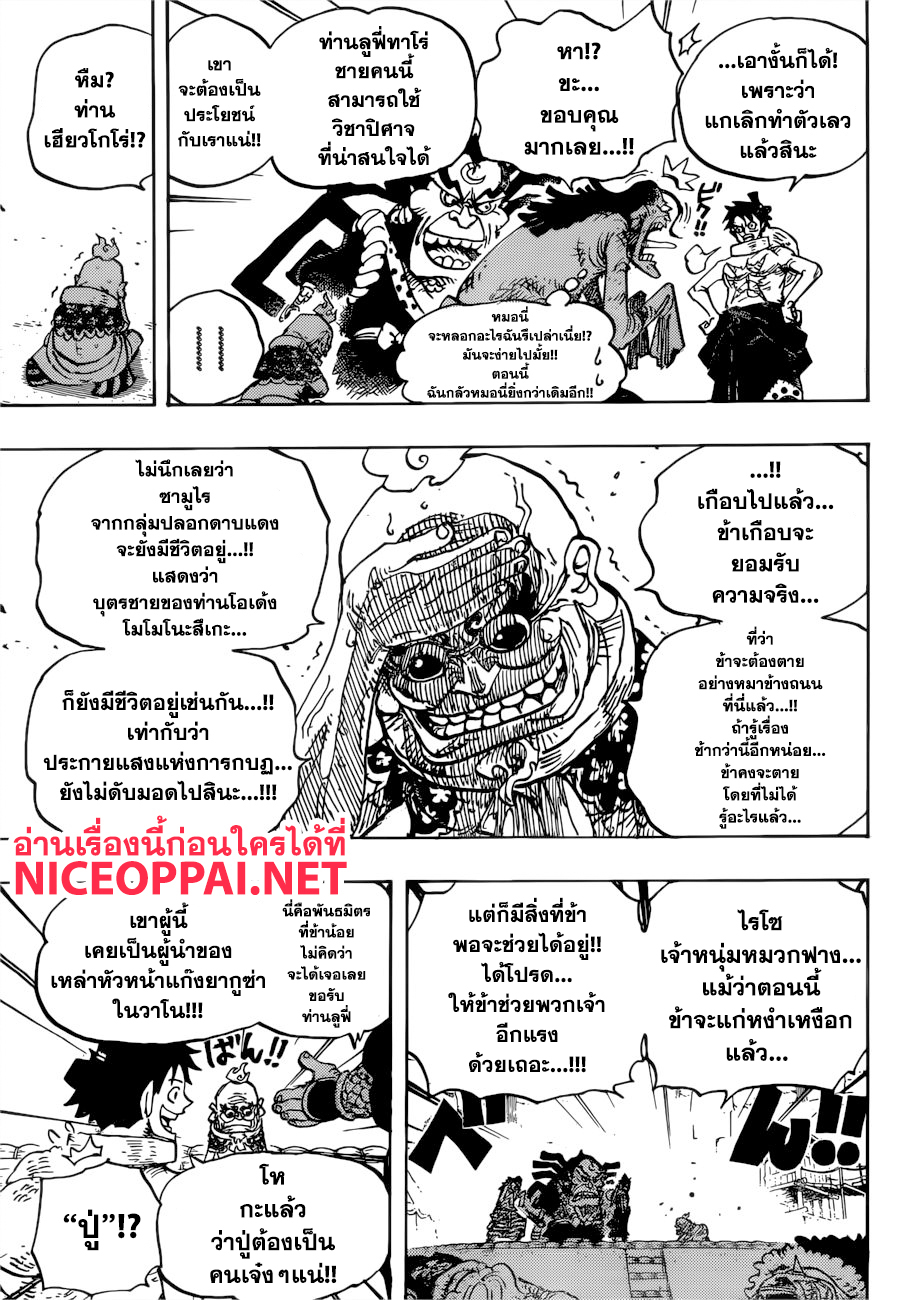 ...เอางั้นก็ได้!
เพราะว่า
แกเลิกทำตัวเลว
แล้วสินะ
หา!?
ขะ...
ขอบคุณ
มากเลย...!!
ท่านลูฟี่ทาโร่
ชายคนนี้
สามารถใช้
วิชาปิศาจ
ที่น่าสนใจได้
เขา
จะต้องเป็น
ประโยชน์
กับเราแน่!!
หมอนี่
จะหลอกอะไรฉันรึเปล่าเนี่ย!?
มันจะง่ายไปมั้ย!!
ตอนนี้
ฉันกลัวหมอนี่ยิ่งกว่าเดิมอีก!!
ビクッ!!
หืม?
ท่าน
เฮียวโกโร่!?
...!!
เกือบไปแล้ว...
ข้าเกือบจะ
ยอมรับ
ความจริง...
ที่ว่า
ข้าจะต้องตาย
อย่างหมาข้างถนน
ที่นี่แล้ว...!!
ถ้ารู้เรื่อง
ช้ากว่านี้อีกหน่อย...
ข้าคงจะตาย
โดยที่ไม่ได้
รู้อะไรแล้ว...
ไม่นึกเลยว่า
ซามูไร
จากกลุ่มปลอกดาบแดง
จะยังมีชีวิตอยู่...!!
แสดงว่า
บุตรชายของท่านโอเด้ง
โมโมโนะสึเกะ...
ก็ยังมีชีวิตอยู่เช่นกัน...!!
เท่ากับว่า
ประกายแสงแห่งการกบฏ...
ยังไม่ดับมอดไปสินะ...!!!
อ่านเรื่องนี้ก่อนใครได้ที่
NICEOPPAI.NET
ไรโซ
เจ้าหนุ่มหมวกฟาง...
แม้ว่าตอนนี้
ข้าจะแก่หงำเหงือก
แล้ว...
แต่ก็มีสิ่งที่ข้า
พอจะช่วยได้อยู่!!
ได้โปรด...
ให้ข้าช่วยพวกเจ้า
อีกแรง
ด้วยเถอะ...!!!
べん!!
นี่คือพันธมิตร
ที่ข้าน้อย
ไม่คิดว่า
จะได้เจอเลย
ขอรับ
ท่านลูฟี่
เขาผู้นี้
เคยเป็นผู้นำของ
เหล่าหัวหน้าแก๊งยากูซ่า
ในวาโน!!!
ばん!!
โห
กะแล้ว
ว่าปู่ต้องเป็น
คนเจ๋งๆแน่!!
“ปู่”!?